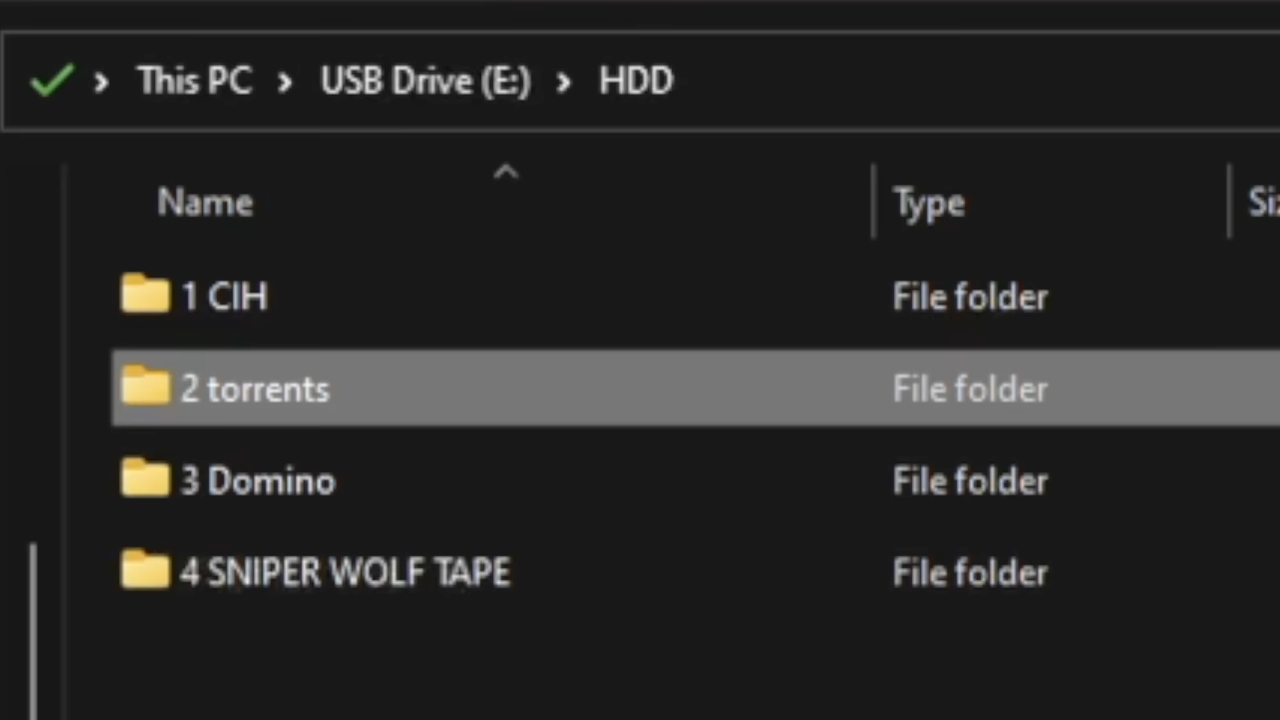 This PC > USB Drive (E:) > HDD
Name Type
1 CIH File folder
2 torrents File folder
3 Domino File folder
4 SNIPER WOLF TAPE File folder